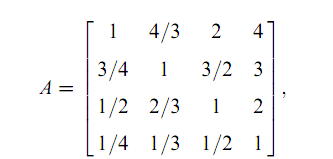 1 4/3 2 4
3/4 1 3/2 3
A =
1/2 2/3 1 2 ,
1/4 1/3 1/2 1